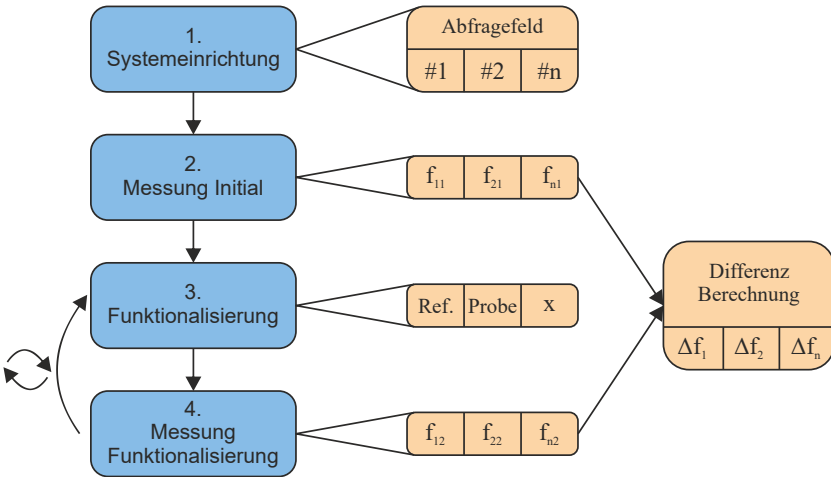 1.
Systemeinrichtung
Abfragefeld
#1 #2 #n
2.
Messung Initial
f₁₁ f₂₁ fₙ₁
3.
Funktionalisierung
Ref. Probe x
Differenz
Berechnung
Δf₁ Δf₂ Δfₙ
4.
Messung
Funktionalisierung
f₁₂ f₂₂ fₙ₂